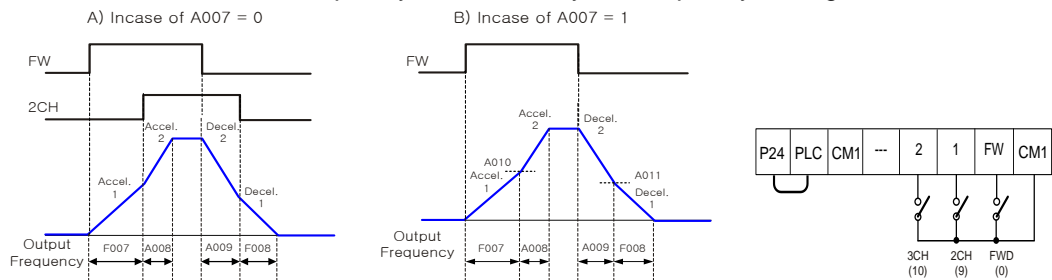 A) Incase of A007 = 0
FW
2CH
Accel.
2
Decel.
2
Accel.
1
Decel.
1
Output
Frequency
F007 A008 A009 F008
B) Incase of A007 = 1
FW
Accel.
2
Decel.
2
A010
Accel.
1
A011
Decel.
1
Output
Frequency
F007 A008 A009 F008
P24 PLC CM1 --- 2 1 FW CM1
3CH 2CH FWD
(10) (9) (0)